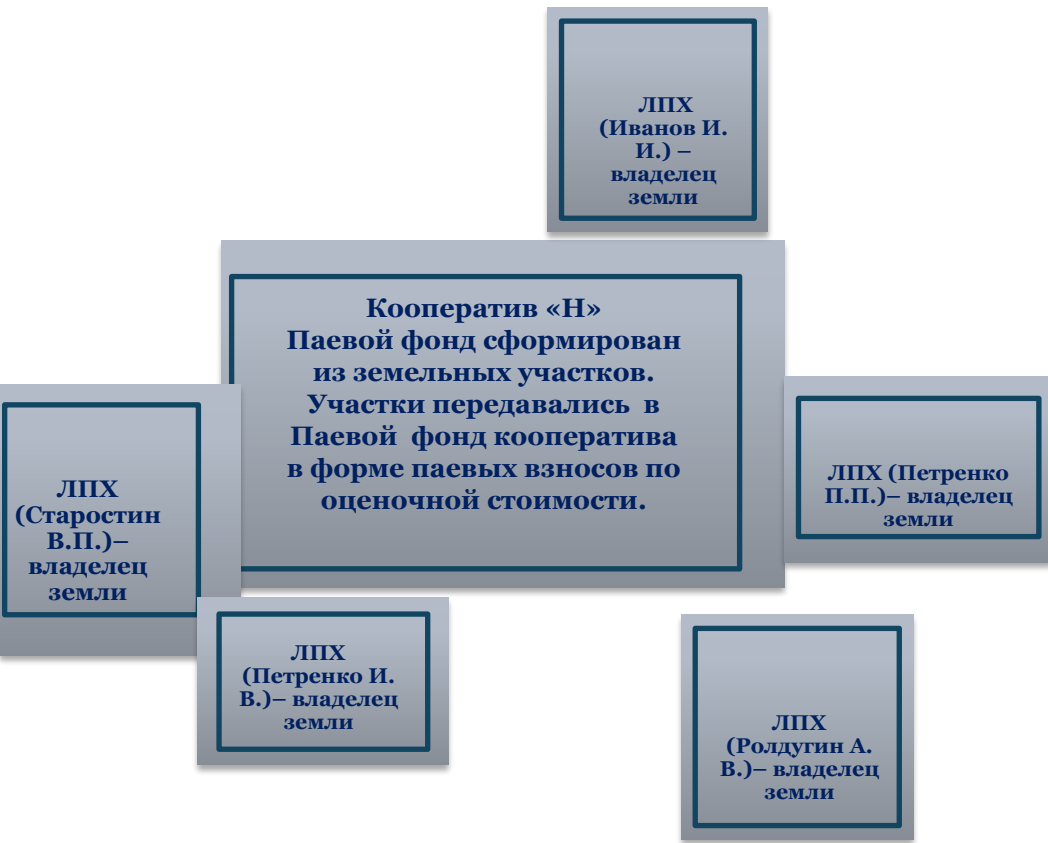 ЛПХ
(Иванов И.
И.) –
владелец
земли
Кооператив «Н»
Паевой фонд сформирован
из земельных участков.
Участки передавались в
Паевой фонд кооператива
в форме паевых взносов по
оценочной стоимости.
ЛПХ
(Старостин
В.П.)–
владелец
земли
ЛПХ (Петренко
П.П.)– владелец
земли
ЛПХ
(Петренко И.
В.)– владелец
земли
ЛПХ
(Ролдугин А.
В.)– владелец
земли